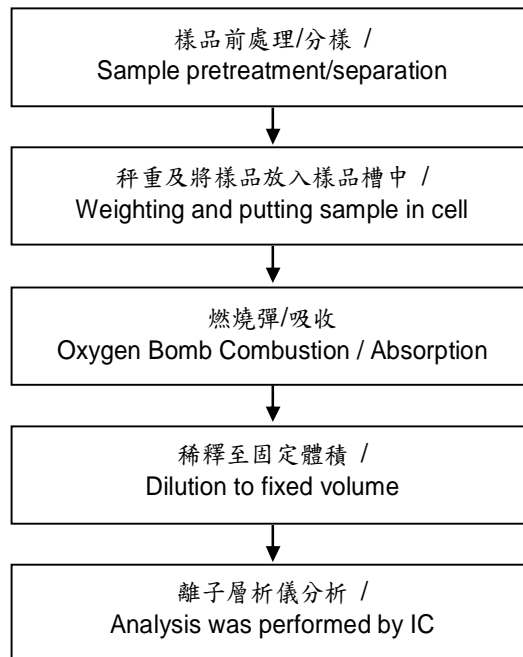 樣品前處理/分樣 /
Sample pretreatment/separation
秤重及將樣品放入樣品槽中 /
Weighting and putting sample in cell
燃燒彈/吸收
Oxygen Bomb Combustion / Absorption
稀釋至固定體積 /
Dilution to fixed volume
離子層析儀分析 /
Analysis was performed by IC